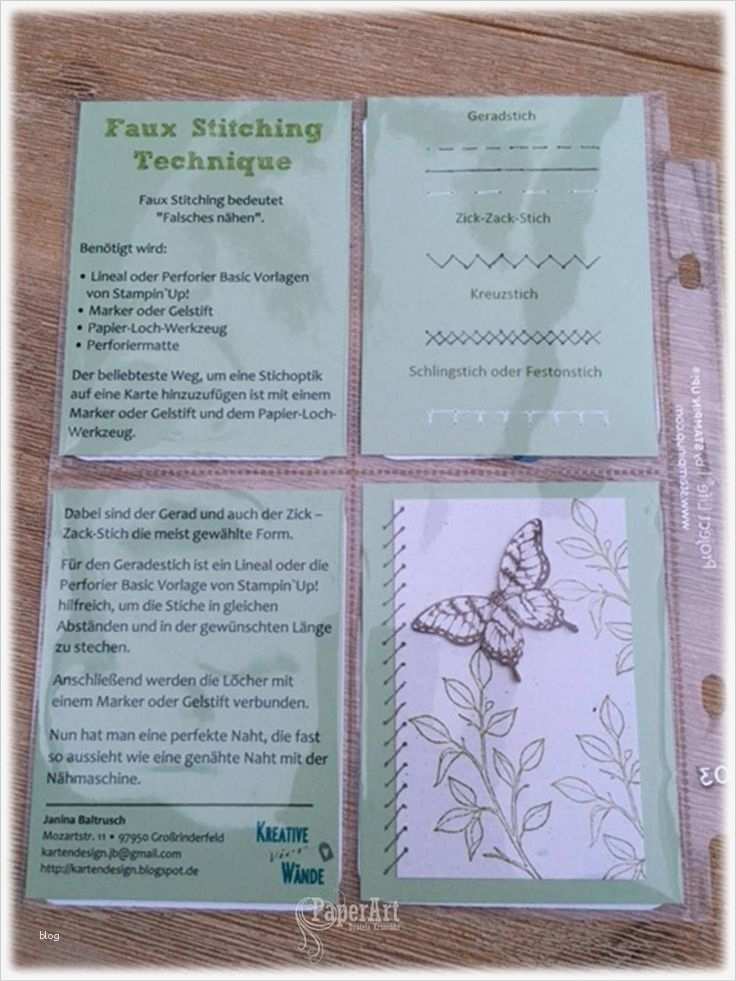 Faux Stitching
Technique
Faux Stitching bedeutet
"Falsches nähen".
Benötigt wird:
• Lineal oder Perforier Basic Vorlagen
von Stampin`Up!
• Marker oder Gelstift
• Papier-Loch-Werkzeug
• Perforiermatte
Der beliebteste Weg, um eine Stichoptik
auf eine Karte hinzuzufügen ist mit einem
Marker oder Gelstift und dem Papier-Loch-
Werkzeug.
Geradstich
Zick-Zack-Stich
Kreuzstich
Schlingstich oder Festonstich
Dabei sind der Gerad und auch der Zick –
Zack-Stich die meist gewählte Form.
Für den Geradestich ist ein Lineal oder die
Perforier Basic Vorlage von Stampin`Up!
hilfreich, um die Stiche in gleichen
Abständen und in der gewünschten Länge
zu stechen.
Anschließend werden die Löcher mit
einem Marker oder Gelstift verbunden.
Nun hat man eine perfekte Naht, die fast
so aussieht wie eine genähte Naht mit der
Nähmaschine.
Janina Baltrusch
Mozartstr. 11 • 97950 Großrinderfeld
kartendesign.jb@gmail.com
http://kartendesign.blogspot.de
KREATIVE
WÄNDE
Project Life
www.stampinup.com
03
PaperArt
blog